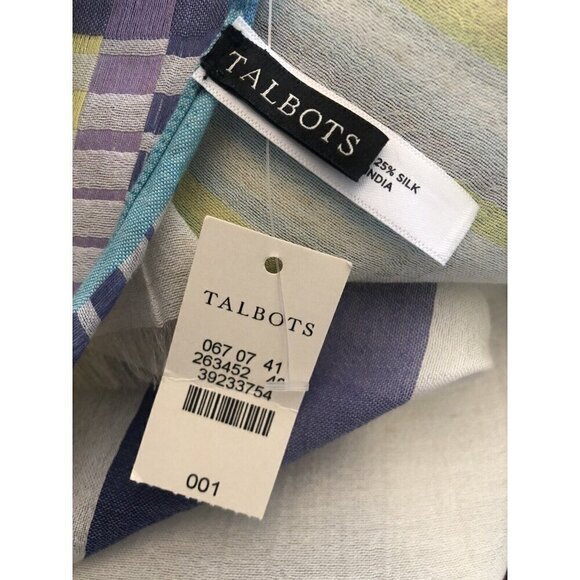 TALBOTS
25% SILK
INDIA
TALBOTS
067 07 41
263452
39233754
001